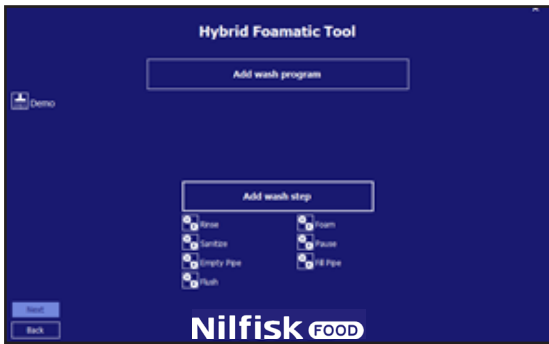 Hybrid Foamatic Tool
Add wash program
Demo
Add wash step
Rinse
Foam
Sanitize
Pause
Empty Pipe
Fill Pipe
Flush
Next
Back
Nilfisk FOOD